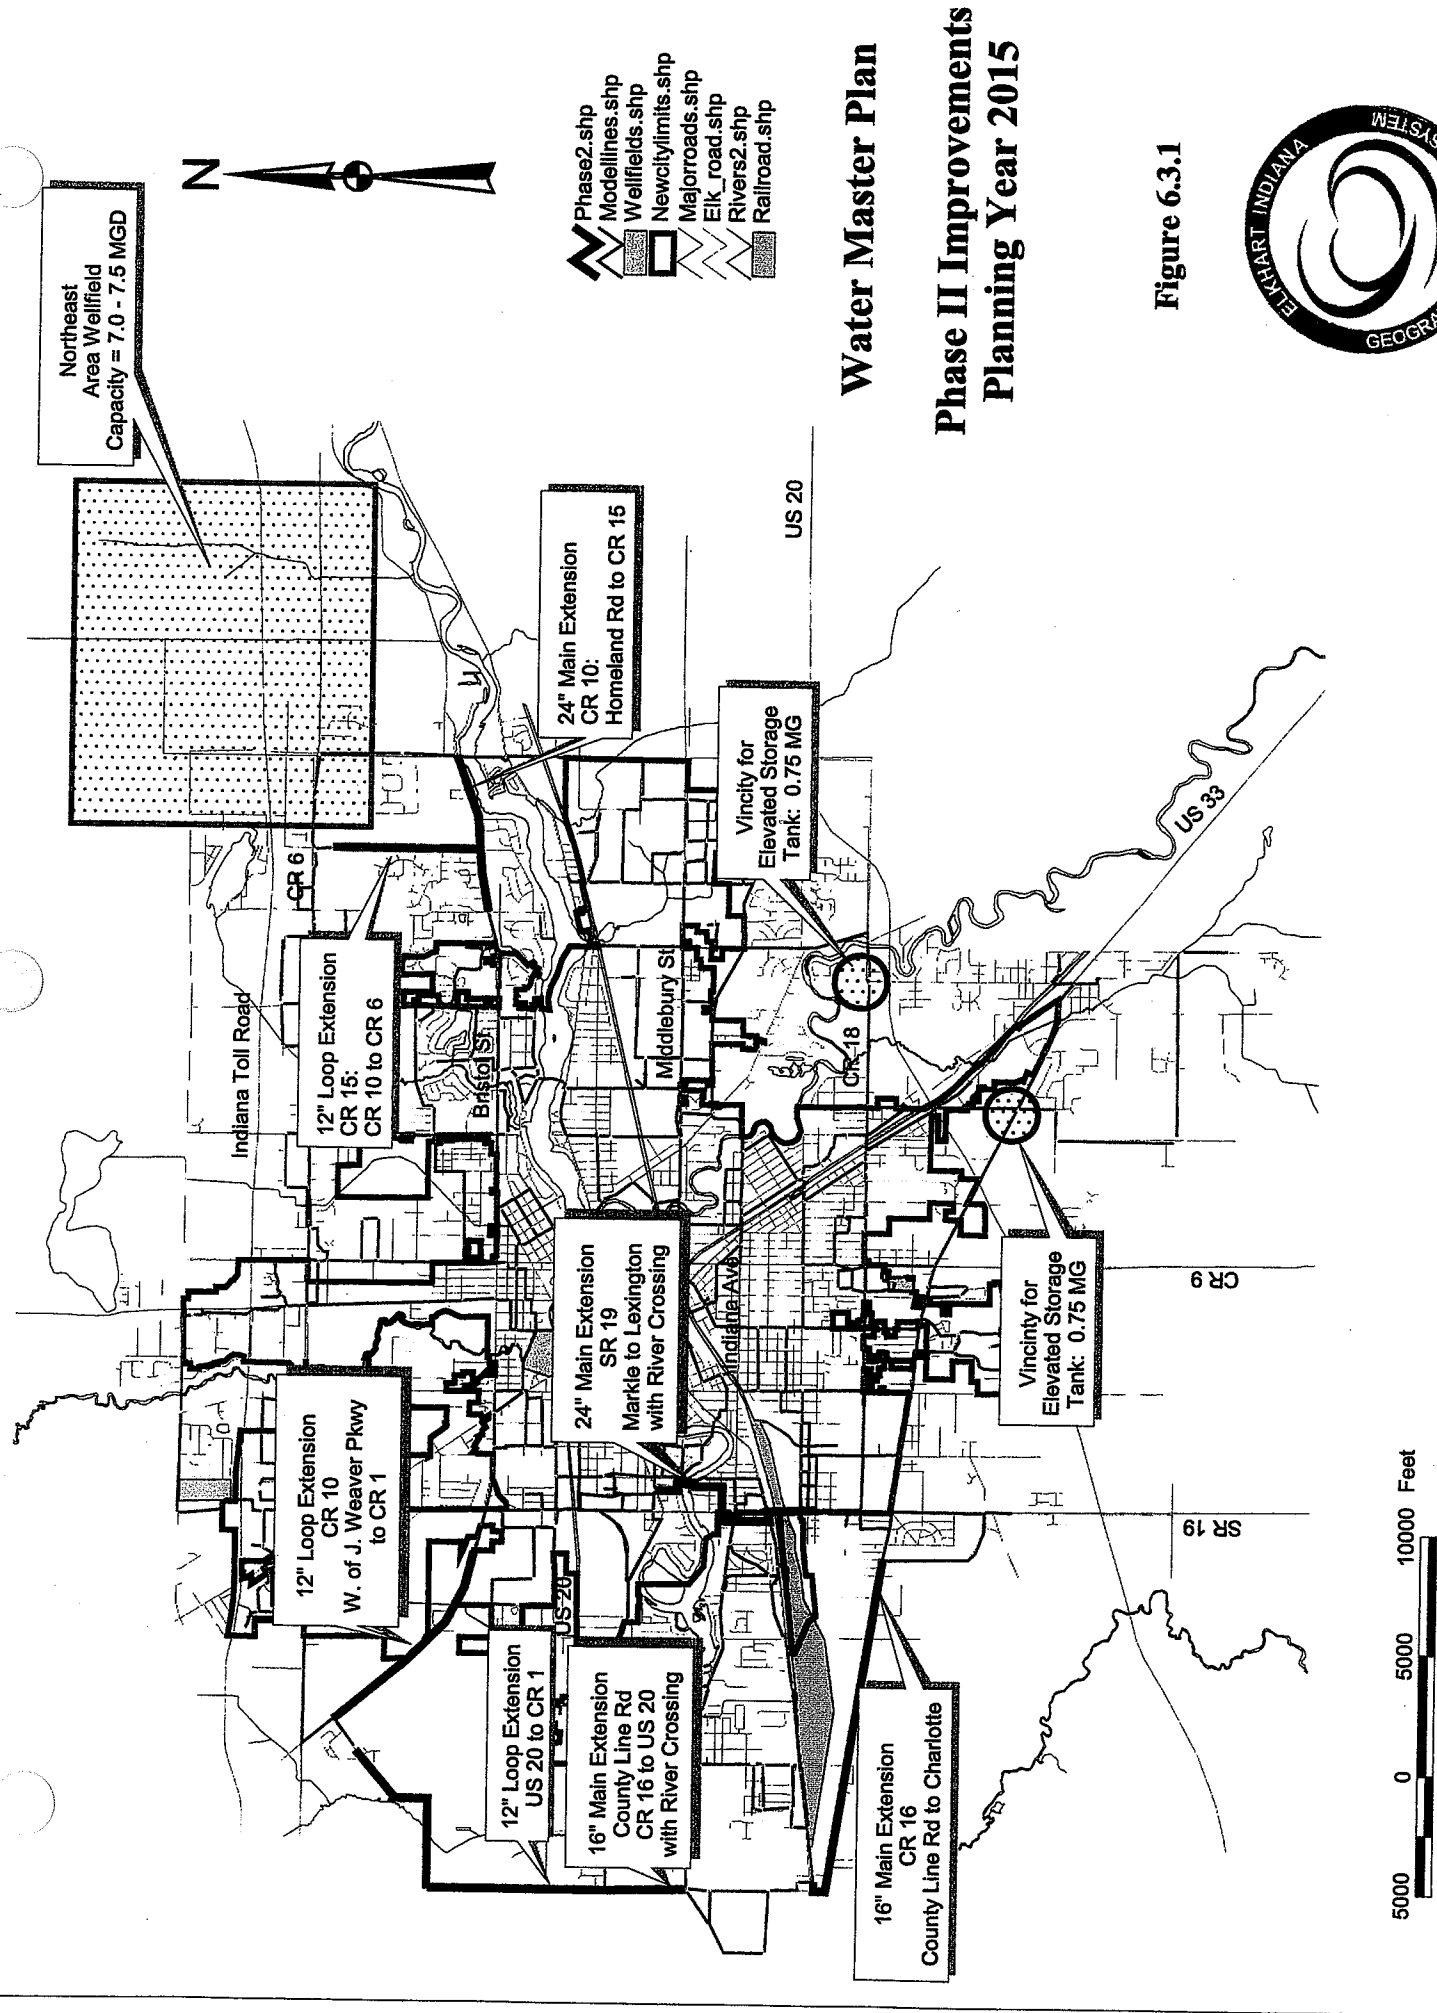 Northeast
Area Wellfield
Capacity = 7.0 - 7.5 MGD
N
Phase2.shp
Modellines.shp
Wellfields.shp
Newcitylimits.shp
Majorroads.shp
Elk_road.shp
Rivers2.shp
Railroad.shp
Water Master Plan
Phase II Improvements
Planning Year 2015
Figure 6.3.1
ELKHART INDIANA
GEOGRA
SYSTEM
12" Loop Extension
CR 10
W. of J. Weaver Pkwy
to CR 1
12" Loop Extension
CR 15:
CR 10 to CR 6
24" Main Extension
CR 10:
Homeland Rd to CR 15
12" Loop Extension
US 20 to CR 1
16" Main Extension
County Line Rd
CR 16 to US 20
with River Crossing
24" Main Extension
SR 19
Markle to Lexington
with River Crossing
Vincity for
Elevated Storage
Tank: 0.75 MG
16" Main Extension
CR 16
County Line Rd to Charlotte
Vincinty for
Elevated Storage
Tank: 0.75 MG
Indiana Toll Road
CR 6
Bristol St
US 20
Middlebury St
US 20
Indiana Ave
CR 18
US 33
CR 9
SR 19
5000 0 5000 10000 Feet